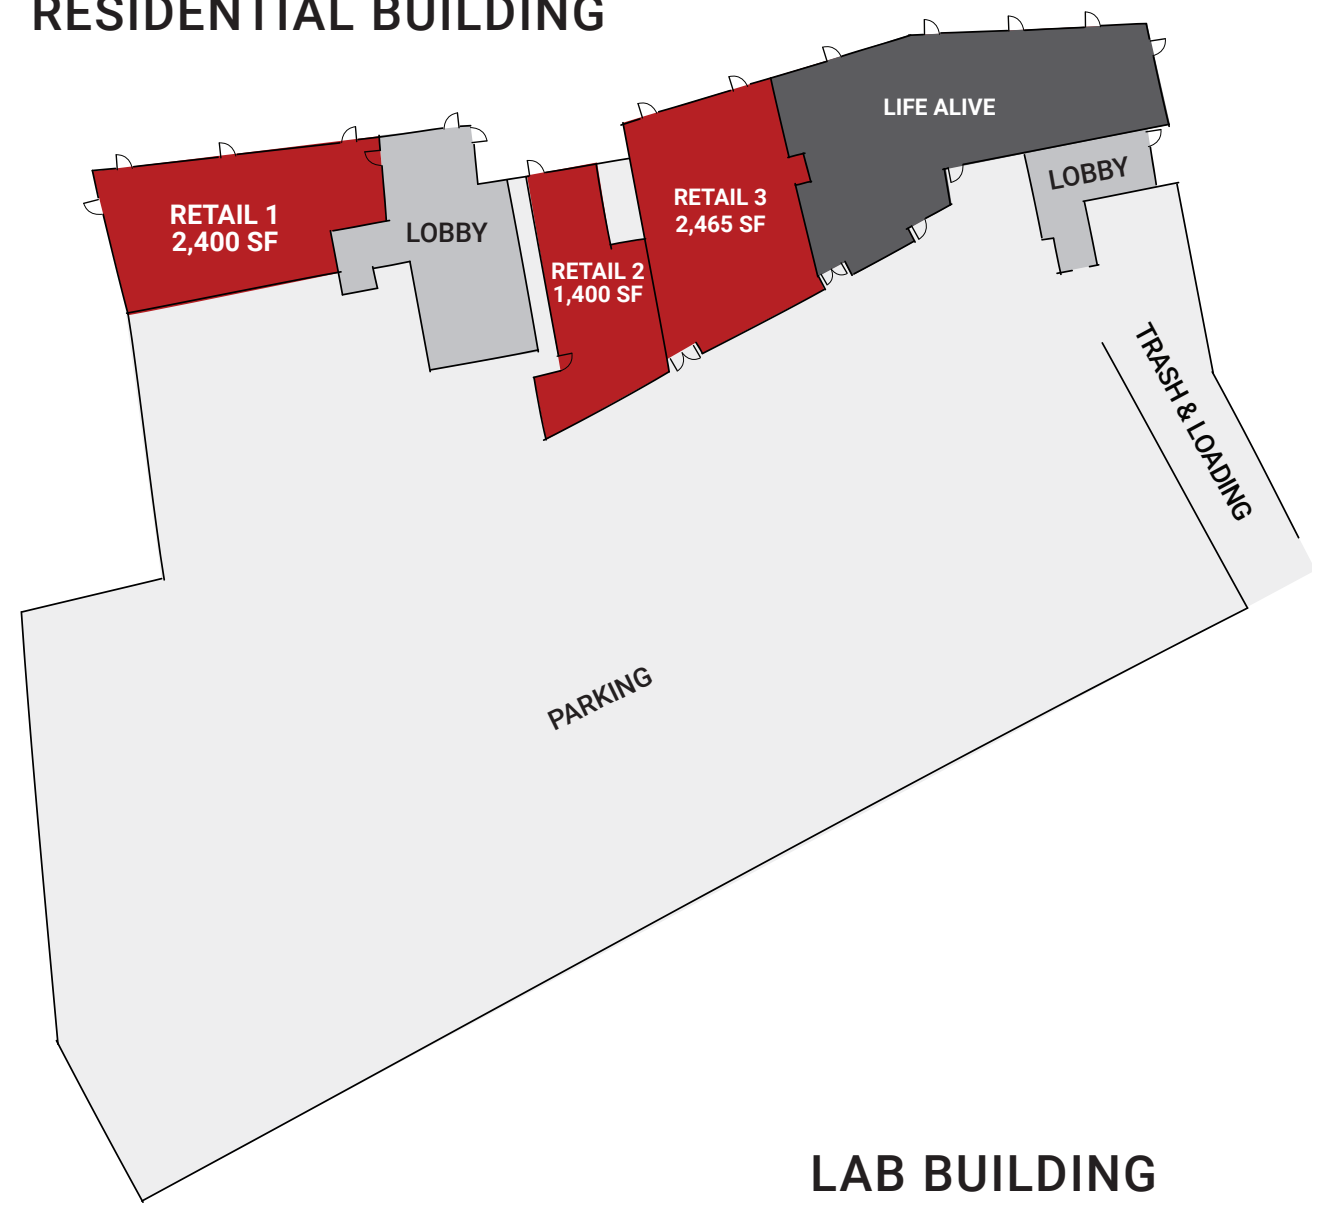 RESIDENTIAL BUILDING
LIFE ALIVE
RETAIL 1
2,400 SF
LOBBY
RETAIL 2
1,400 SF
RETAIL 3
2,465 SF
LOBBY
TRASH & LOADING
PARKING
LAB BUILDING